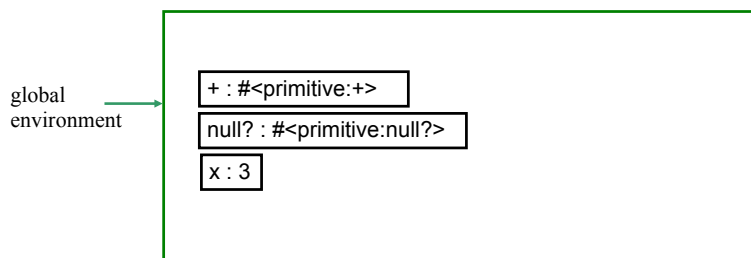 global
environment
+ : #<primitive:+>
null? : #<primitive:null?>
x : 3